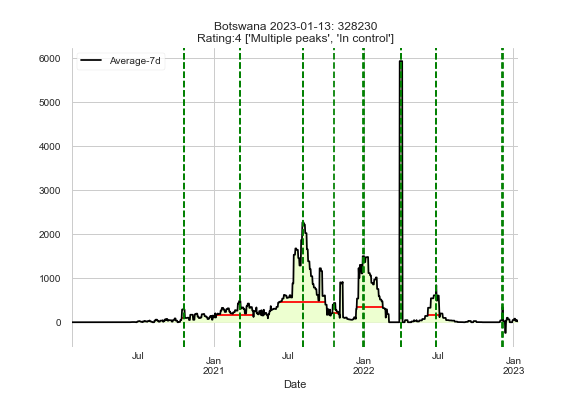 Botswana 2023-01-13: 328230
Rating:4 ['Multiple peaks', 'In control']
Average-7d
6000
5000
4000
3000
2000
1000
0
Jul
Jan
2021
Jul
Jan
2022
Jul
Jan
2023
Date